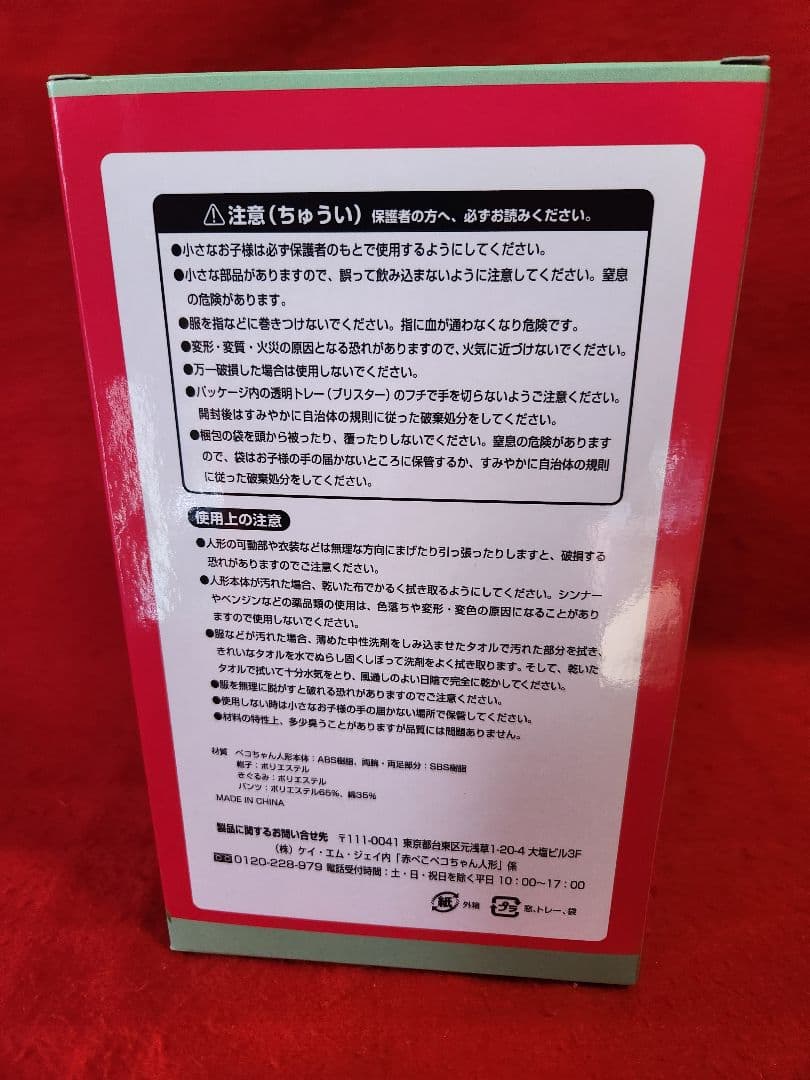 ⚠注意(ちゅうい) 保護者の方へ、必ずお読みください。
●小さなお子様は必ず保護者のもとで使用するようにしてください。
●小さな部品がありますので、誤って飲み込まないように注意してください。窒息
の危険があります。
●服を指などに巻きつけないでください。指に血が通わなくなり危険です。
●変形・変質・火災の原因となる恐れがありますので、火気に近づけないでください。
●万一破損した場合は使用しないでください。
●パッケージ内の透明トレー(ブリスター)のフチで手を切らないようご注意ください。
開封後はすみやかに自治体の規則に従った破棄処分をしてください。
●梱包の袋を頭から被ったり、覆ったりしないでください。窒息の危険があります
ので、袋はお子様の手の届かないところに保管するか、すみやかに自治体の規則
に従った破棄処分をしてください。
使用上の注意
●人形の可動部や衣装などは無理な方向にまげたり引っ張ったりしますと、破損する
恐れがありますのでご注意ください。
●人形本体が汚れた場合、乾いた布でかるく拭き取るようにしてください。シンナー
やベンジンなどの薬品類の使用は、色落ちや変形・変色の原因になることがあり
ますので使用しないでください。
●服などが汚れた場合、薄めた中性洗剤をしみ込ませたタオルで汚れた部分を拭き、
きれいなタオルを水でぬらし固くしぼって洗剤をよく拭き取ります。そして、乾いた
タオルで拭いて十分水気をとり、風通しのよい日陰で完全に乾かしてください。
●服を無理に脱がすと破れる恐れがありますのでご注意ください。
●使用しない時は小さなお子様の手の届かない場所で保管してください。
●材料の特性上、多少臭うことがありますが品質には問題ありません。
材質 ペコちゃん人形本体：ABS樹脂、両腕・両足部分：SBS樹脂
帽子：ポリエステル
きぐるみ：ポリエステル
パンツ：ポリエステル65%、綿35%
MADE IN CHINA
製品に関するお問い合せ先 〒111-0041 東京都台東区元浅草1-20-4 大塩ビル3F
(株)ケイ・エム・ジェイ内「赤べこペコちゃん人形」係
0120-228-979 電話受付時間：土・日・祝日を除く平日 10：00〜17：00
紙 外箱 プラ 窓、トレー、袋